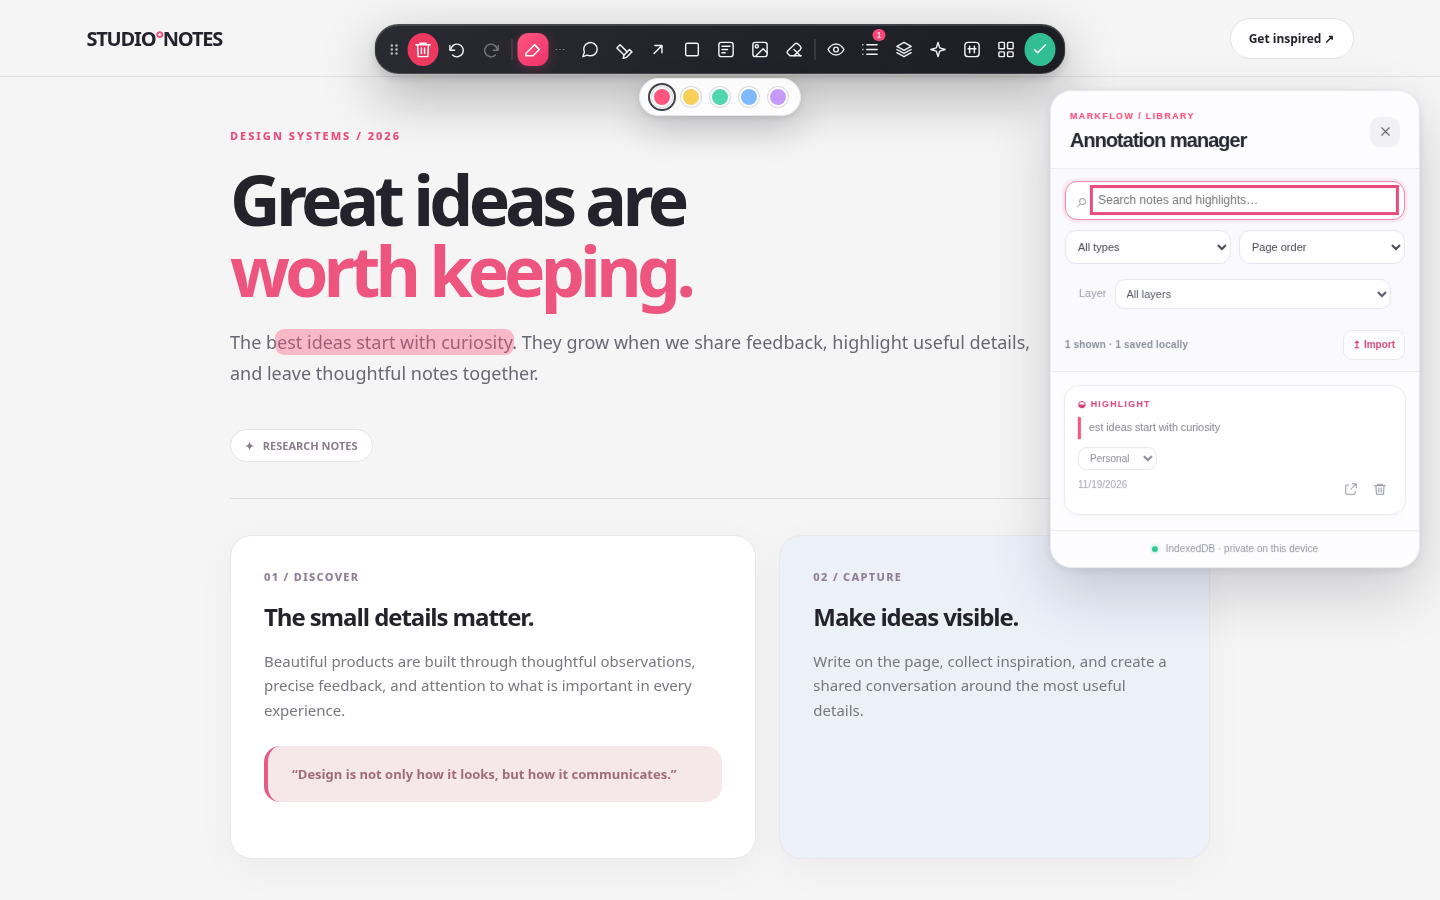 STUDIO°NOTES
1
Get inspired ↗
DESIGN SYSTEMS / 2026
Great ideas are
worth keeping.
The best ideas start with curiosity. They grow when we share feedback, highlight useful details,
and leave thoughtful notes together.
✦ RESEARCH NOTES
01 / DISCOVER
The small details matter.
Beautiful products are built through thoughtful observations,
precise feedback, and attention to what is important in every
experience.
“Design is not only how it looks, but how it communicates.”
02 / CAPTURE
Make ideas visible.
Write on the page, collect inspiration, and create a
shared conversation around the most useful
details.
MARKFLOW / LIBRARY
Annotation manager
Search notes and highlights…
All types
Page order
Layer
All layers
1 shown · 1 saved locally
↥ Import
HIGHLIGHT
est ideas start with curiosity
Personal
11/19/2026
IndexedDB · private on this device